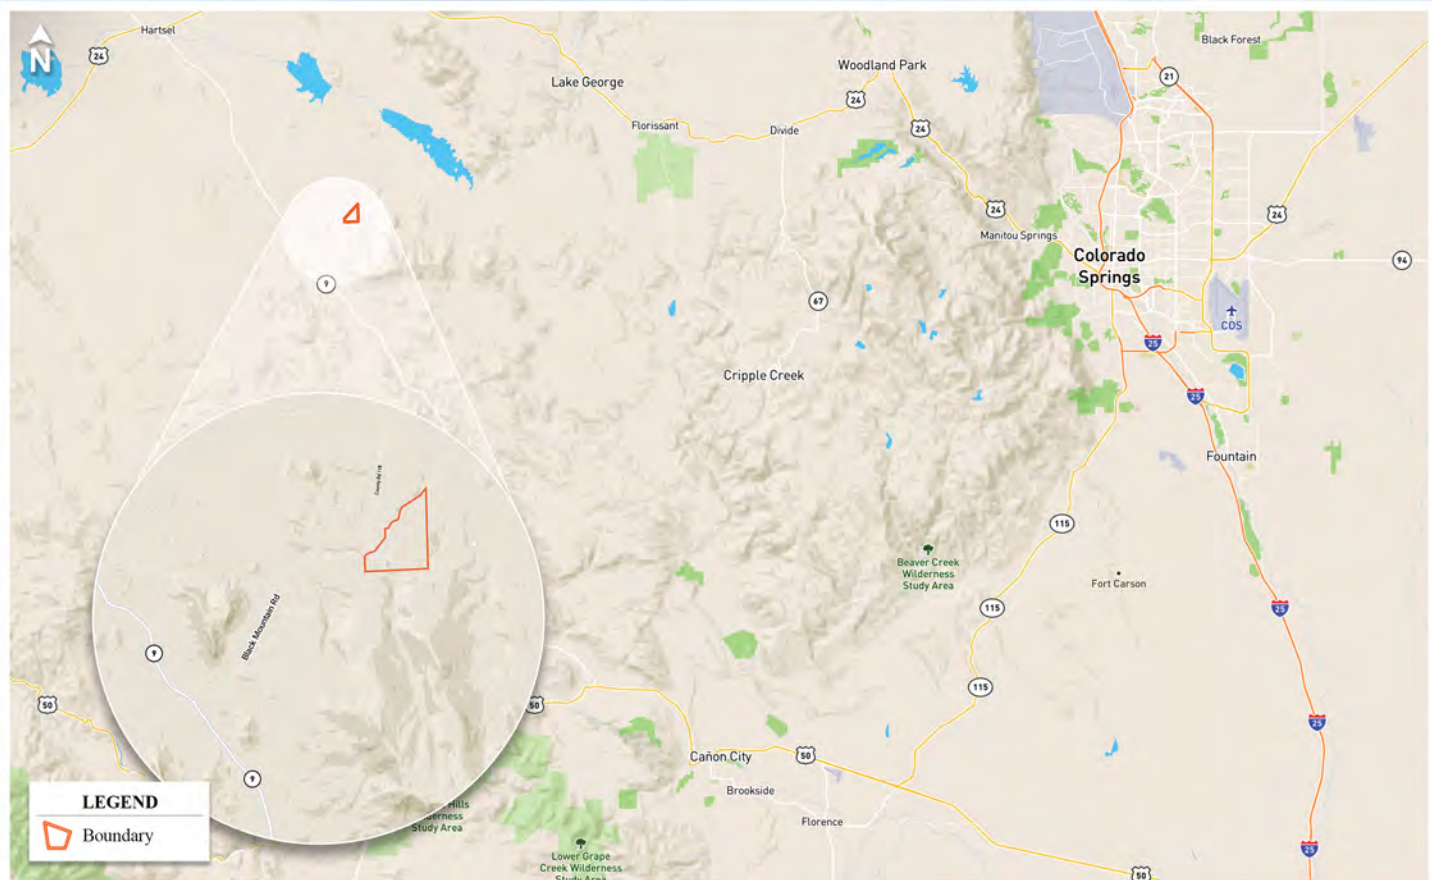 Hartsel
N
24
Lake George
Florissant
Divide
Woodland Park
24
24
21
Black Forest
24
Manitou Springs
24
Colorado
Springs
94
9
67
COS
25
Cripple Creek
25
Fountain
115
Beaver Creek
Wilderness
Study Area
Fort Carson
115
25
Black Mountain Rd
9
9
115
50
50
25
Cañon City
50
Brookside
Florence
Hills
derness
Study Area
Lower Grape
Creek Wilderness
Study Area
25
50
LEGEND
Boundary